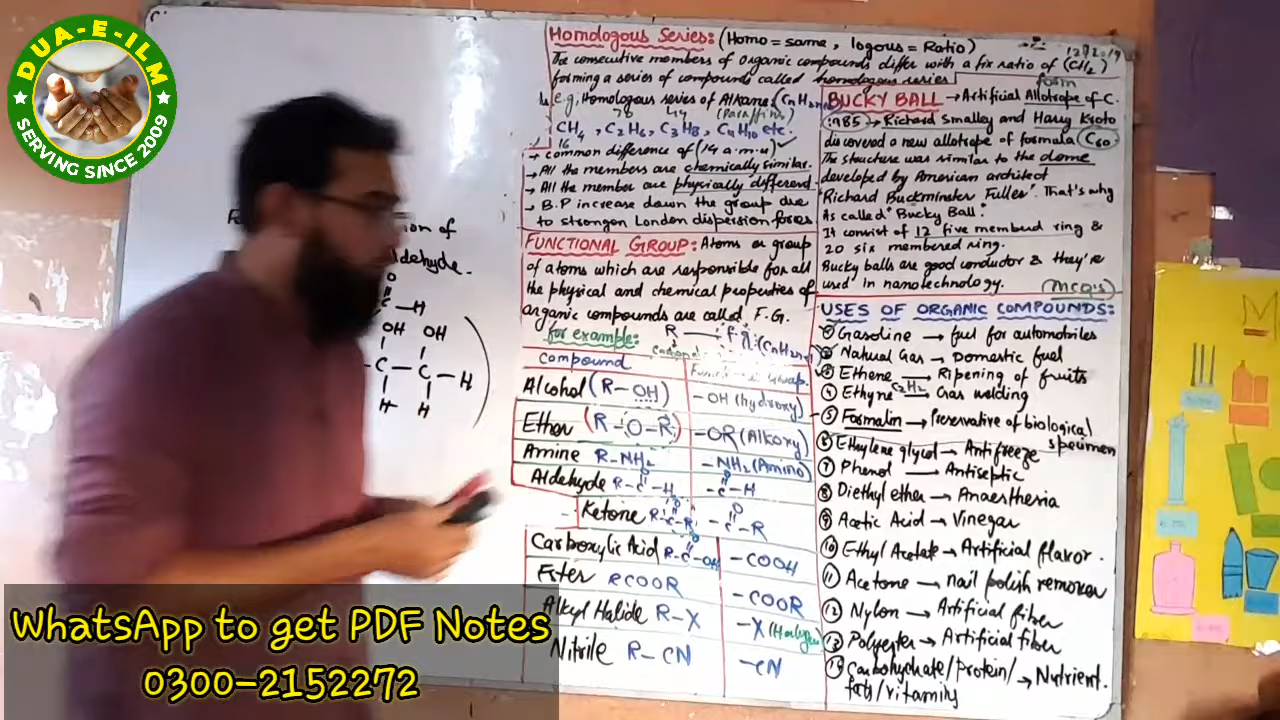 DUA-E-ILM
SERVING SINCE 2009
12 9 2019
Homologous Series: (Homo = same, logous = Ratio)
The consecutive members of organic compounds differ with a fix ratio of (CH2)
forming a series of compounds called homologous series
e.g; Homologous series of Alkane:
(Paraffins)
CH4, C2H6, C3H8, C4H10 etc.
16
→ common difference of (14 a.m.u)
→ All the members are chemically similar.
→ All the member are physically different.
→ B.P increase down the group due
to stronger London dispersion forces
FUNCTIONAL GROUP: Atoms or group
of atoms which are responsible for all
the physical and chemical properties of
organic compounds are called F.G.
for example:
R — f.g.
Compound
Alcohol (R-OH) -OH (hydroxy)
Ether (R-O-R) -OR (Alkoxy)
Amine R-NH2 -NH2 (Amino)
Aldehyde R-C-H -C-H
O O
Ketone R-C-R -C-R
O O
Carboxylic Acid R-C-OH -COOH
O
Ester RCOOR -COOR
Alkyl Halide R-X -X (Halogen
Nitrile R-CN -CN
form
BUCKY BALL → Artificial Allotrope of C.
1985 → Richard Smalley and Harry Kroto
discovered a new allotrope of formula C60
The structure was similar to the dome
developed by American architect
"Richard Buckminster Fuller". That's why
As called "Bucky Ball".
It consist of 12 five memberd ring &
20 six membered ring.
Bucky balls are good conductor & they're
used in nanotechnology.
(MCQ's)
USES OF ORGANIC COMPOUNDS:
① Gasoline → fuel for automobiles
② Natural Gas → Domestic fuel
③ Ethene → Ripening of fruits
④ Ethyne C2H2 → Gas welding
⑤ Formalin → Preservative of biological
specimen
⑥ Ethylene glycol → Antifreeze
⑦ Phenol → Antiseptic
⑧ Diethyl ether → Anaesthesia
⑨ Acetic Acid → Vinegar
⑩ Ethyl Acetate → Artificial flavor.
⑪ Acetone → nail polish remover
⑫ Nylon → Artificial fiber
⑬ Polyester → Artificial fiber
⑭ Carbohydrate/protein/ → Nutrient.
fats/vitamins
ldehyde.
C-H
OH OH
-C-C-H
H H
WhatsApp to get PDF Notes
0300-2152272